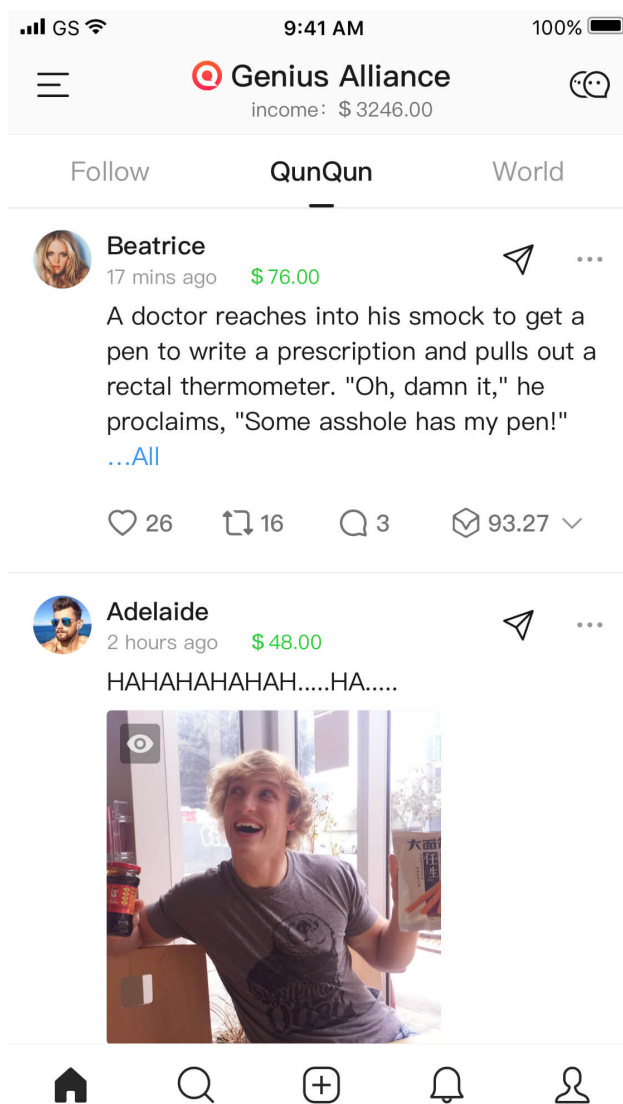 GS
9:41 AM
100%
Genius Alliance
income: $ 3246.00
Follow
QunQun
World
Beatrice
17 mins ago
$ 76.00
A doctor reaches into his smock to get a
pen to write a prescription and pulls out a
rectal thermometer. "Oh, damn it," he
proclaims, "Some asshole has my pen!"
...All
26
16
3
93.27
Adelaide
2 hours ago
$ 48.00
HAHAHAHAHAH.....HA.....
大面